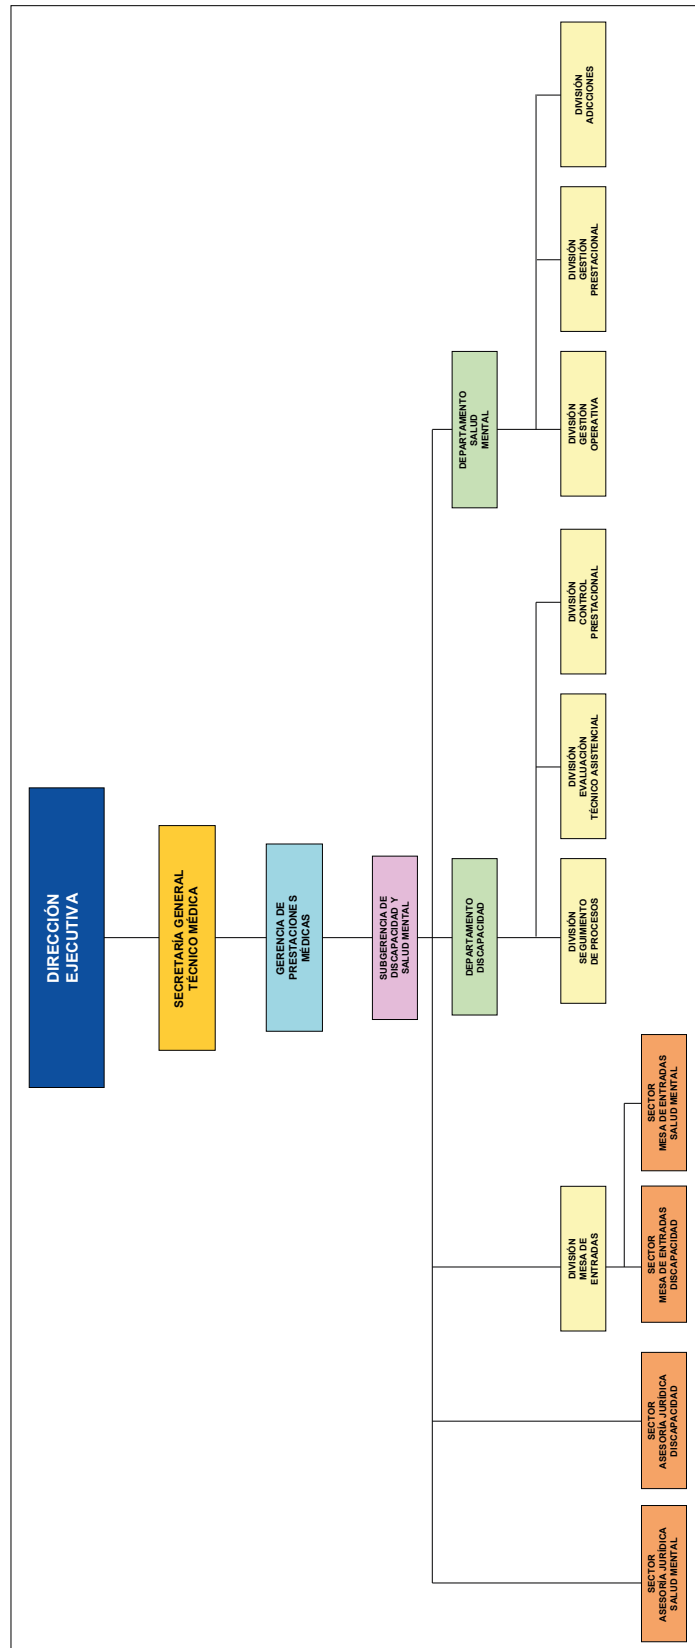 DIRECCIÓN
EJECUTIVA
SECRETARÍA GENERAL
TÉCNICO MÉDICA
GERENCIA DE
PRESTACIONES
MÉDICAS
SUBGERENCIA DE
DISCAPACIDAD Y
SALUD MENTAL
DEPARTAMENTO
DISCAPACIDAD
DEPARTAMENTO
SALUD
MENTAL
DIVISIÓN
MESA DE
ENTRADAS
DIVISIÓN
SEGUIMIENTO
DE PROCESOS
DIVISIÓN
EVALUACIÓN
TÉCNICO ASISTENCIAL
DIVISIÓN
CONTROL
PRESTACIONAL
DIVISIÓN
GESTIÓN
OPERATIVA
DIVISIÓN
GESTIÓN
PRESTACIONAL
DIVISIÓN
ADICCIONES
SECTOR
ASESORÍA JURÍDICA
SALUD MENTAL
SECTOR
ASESORÍA JURÍDICA
DISCAPACIDAD
SECTOR
MESA DE ENTRADAS
DISCAPACIDAD
SECTOR
MESA DE ENTRADAS
SALUD MENTAL